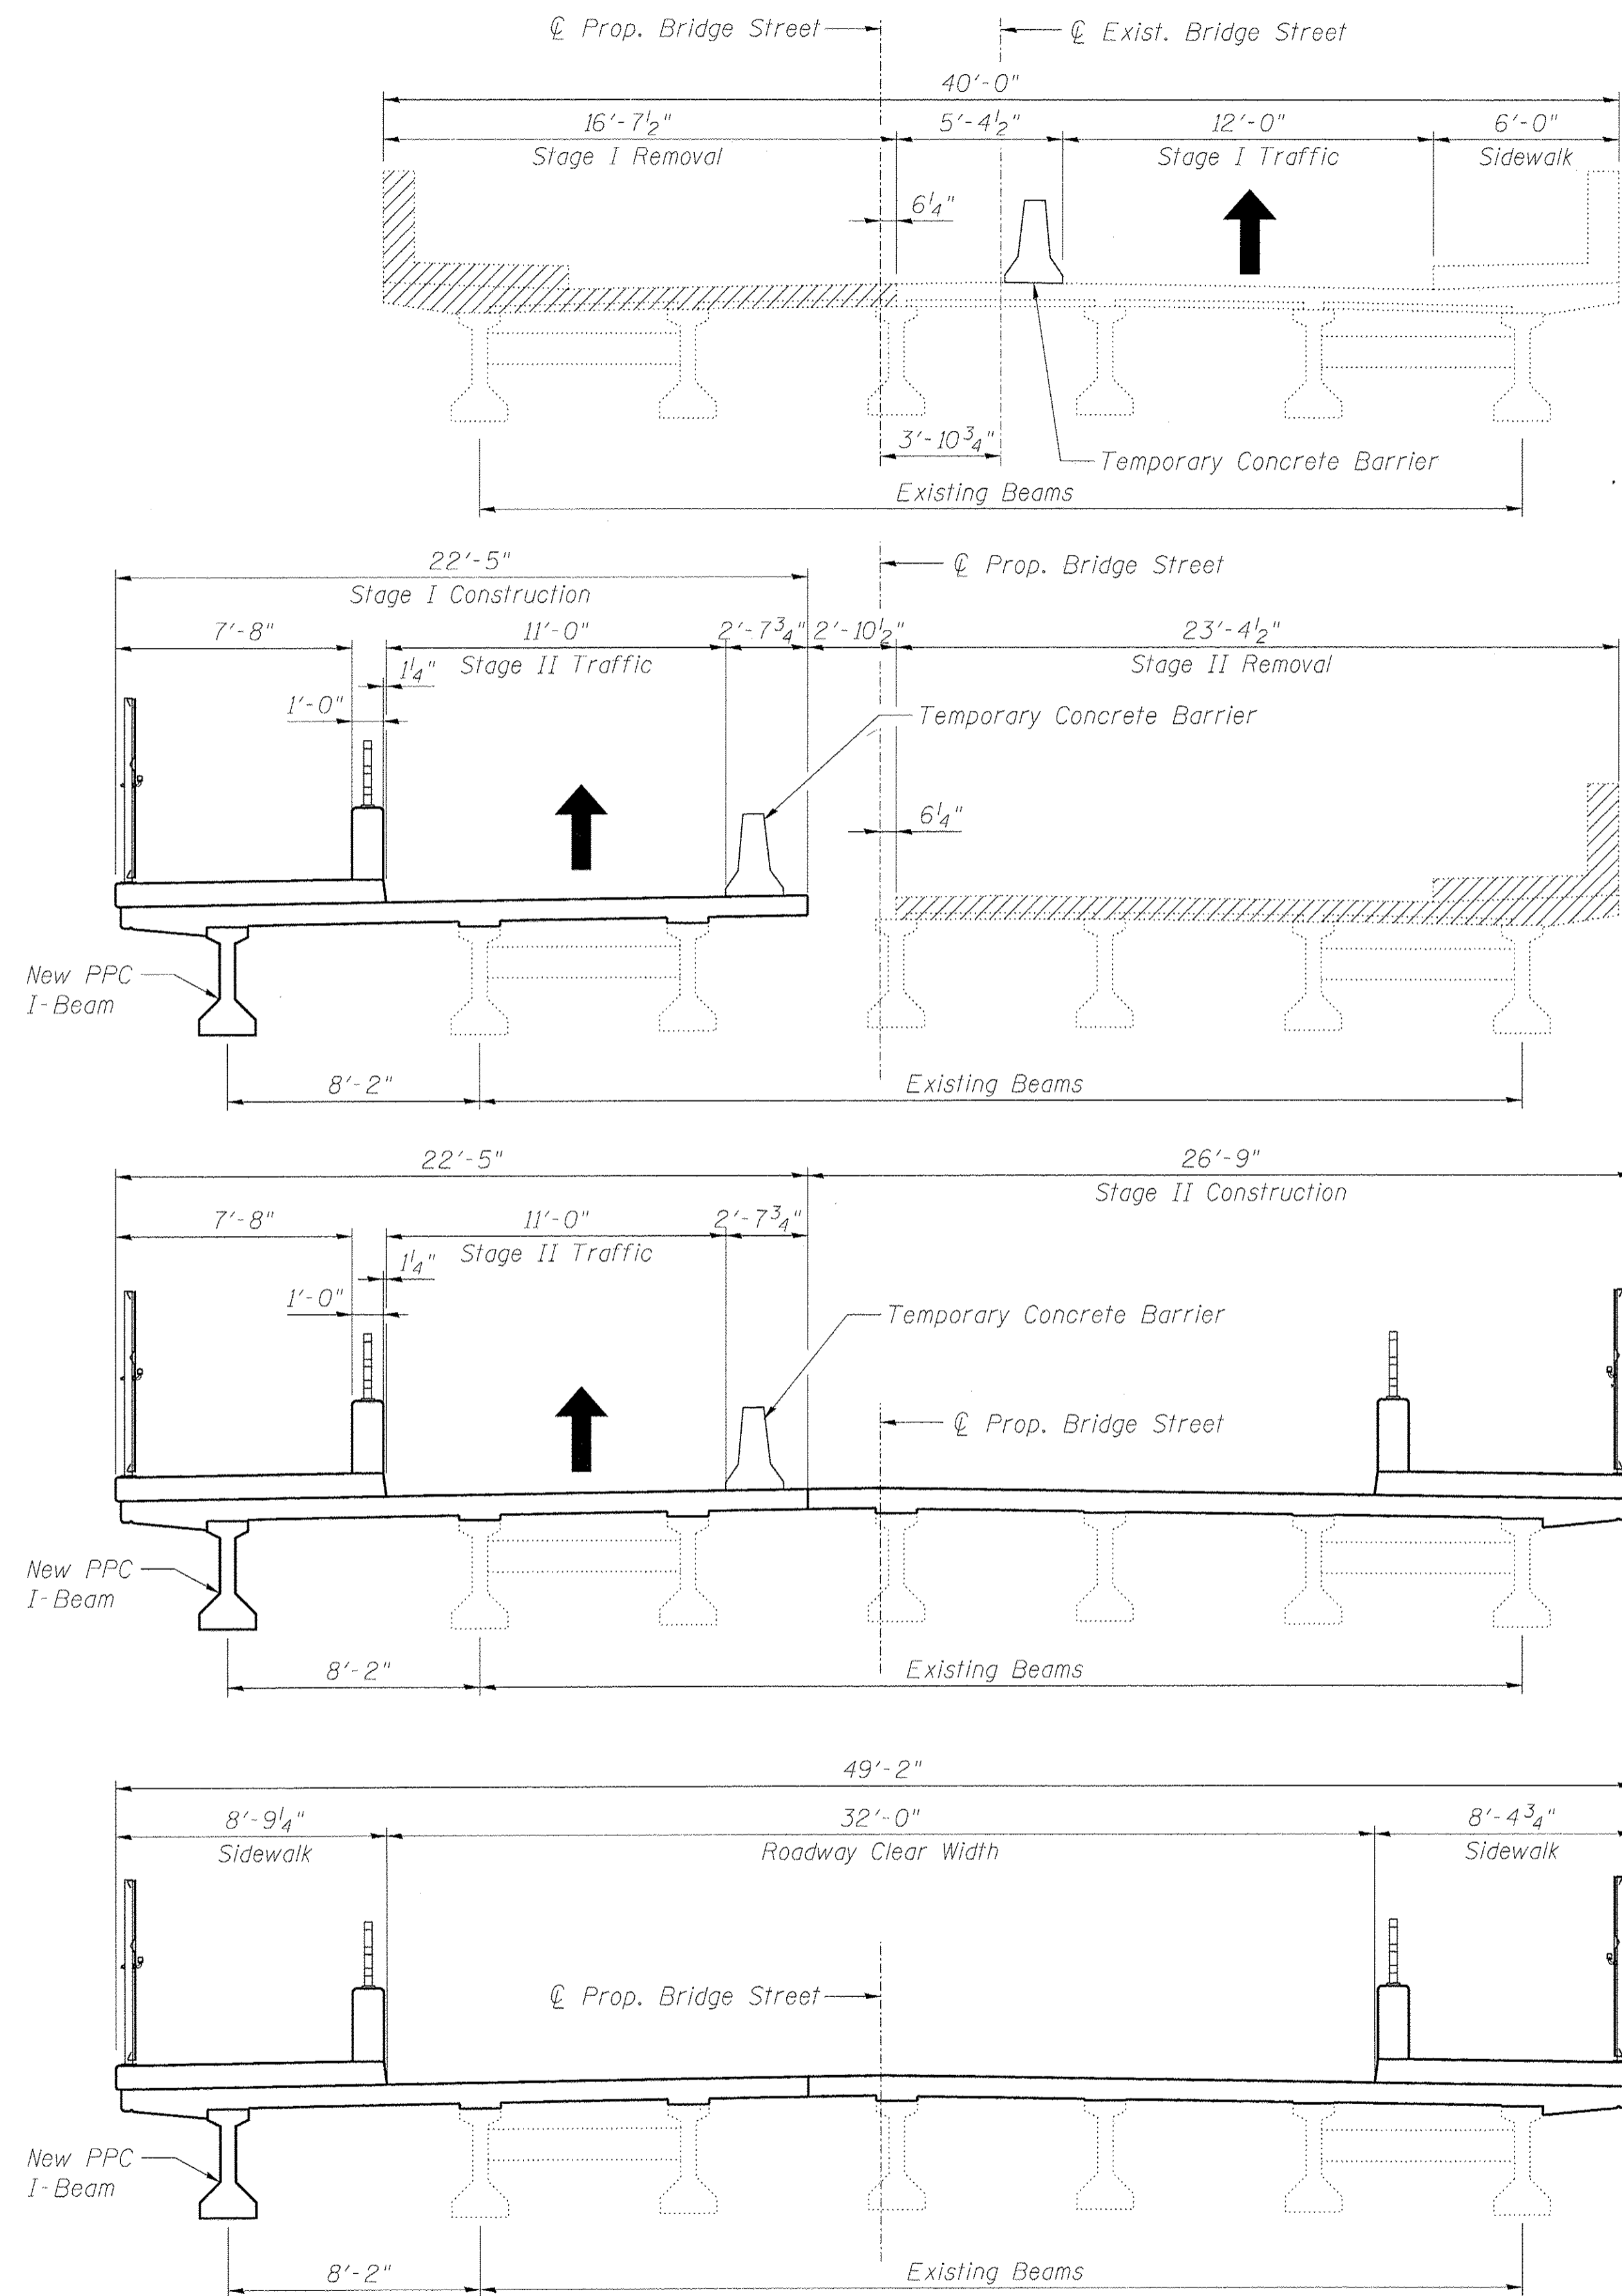 ℄ Prop. Bridge Street
℄ Exist. Bridge Street
40'-0"
16'-7½"
5'-4½"
12'-0"
6'-0"
Stage I Removal
Stage I Traffic
Sidewalk
6¼"
3'-10¾"
Temporary Concrete Barrier
Existing Beams
22'-5"
℄ Prop. Bridge Street
Stage I Construction
7'-8"
11'-0"
2'-7¾"
2'-10½"
23'-4½"
Stage II Traffic
Stage II Removal
1¼"
1'-0"
Temporary Concrete Barrier
6¼"
New PPC
I-Beam
8'-2"
Existing Beams
22'-5"
26'-9"
Stage II Construction
7'-8"
11'-0"
2'-7¾"
Stage II Traffic
1¼"
1'-0"
Temporary Concrete Barrier
℄ Prop. Bridge Street
New PPC
I-Beam
8'-2"
Existing Beams
49'-2"
8'-9¼"
32'-0"
8'-4¾"
Sidewalk
Roadway Clear Width
Sidewalk
℄ Prop. Bridge Street
New PPC
I-Beam
8'-2"
Existing Beams